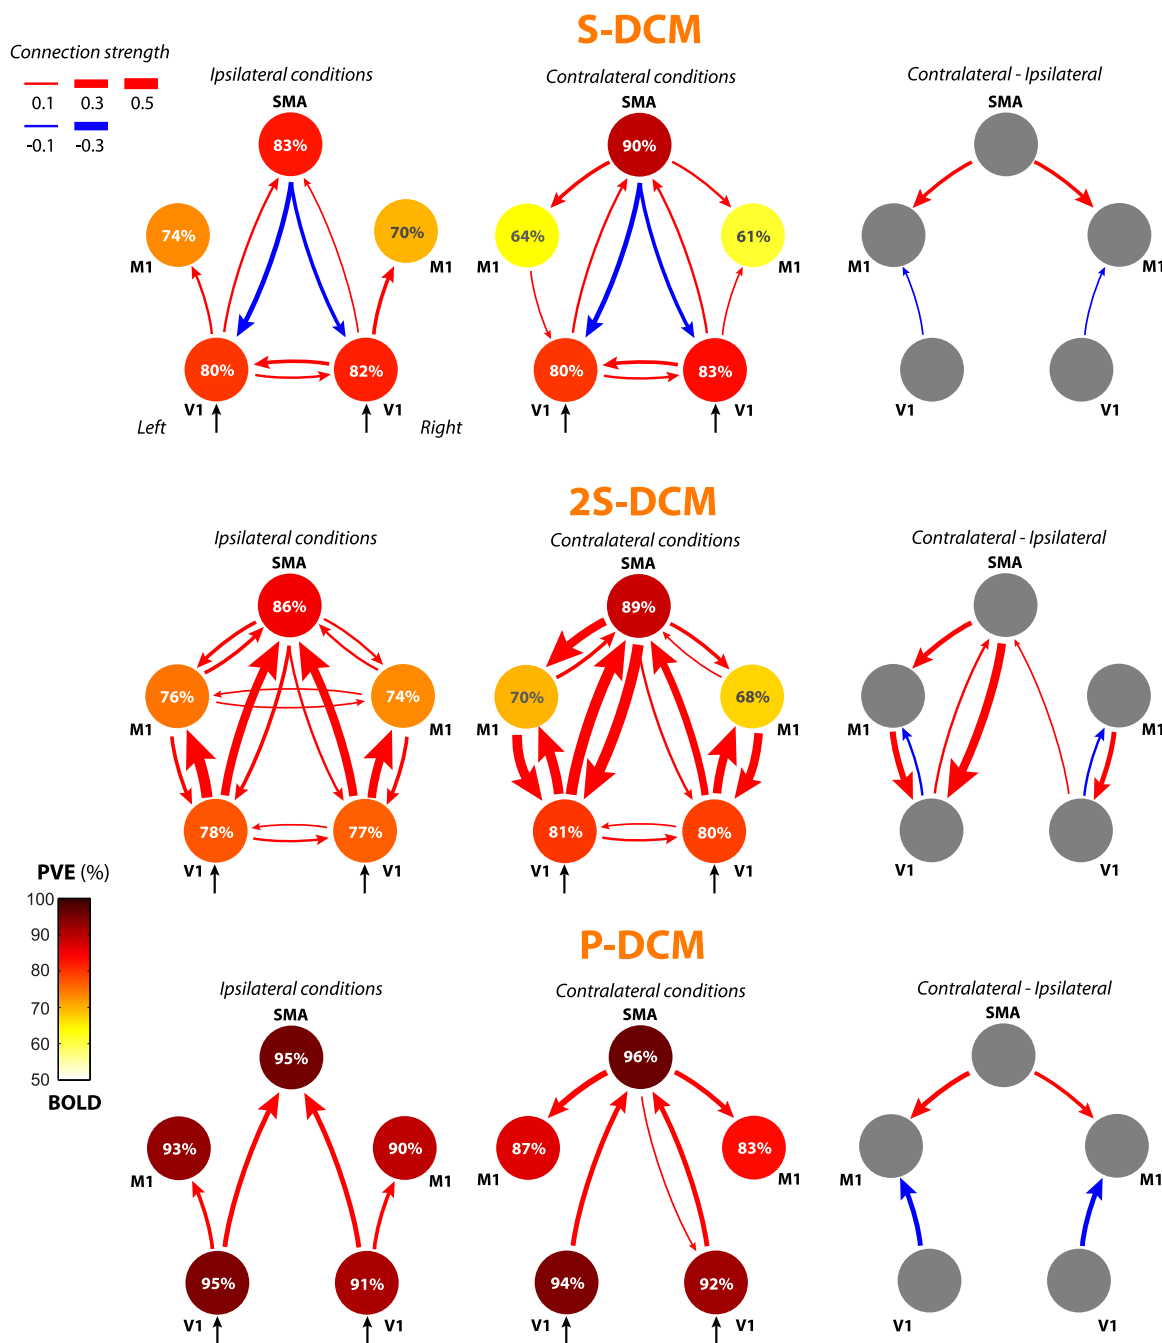 S-DCM
Connection strength
0.1 0.3 0.5
-0.1 -0.3
Ipsilateral conditions
SMA
83%
74%
70%
M1
M1
80%
82%
V1
V1
Left
Right
Contralateral conditions
SMA
90%
64%
61%
M1
M1
80%
83%
V1
V1
Contralateral - Ipsilateral
SMA
M1
M1
V1
V1
2S-DCM
Ipsilateral conditions
SMA
86%
76%
74%
M1
M1
78%
77%
V1
V1
Contralateral conditions
SMA
89%
70%
68%
M1
M1
81%
80%
V1
V1
Contralateral - Ipsilateral
SMA
M1
M1
V1
V1
PVE (%)
100
90
80
70
60
50
BOLD
P-DCM
Ipsilateral conditions
SMA
95%
93%
90%
M1
M1
95%
91%
V1
V1
Contralateral conditions
SMA
96%
87%
83%
M1
M1
94%
92%
V1
V1
Contralateral - Ipsilateral
SMA
M1
M1
V1
V1